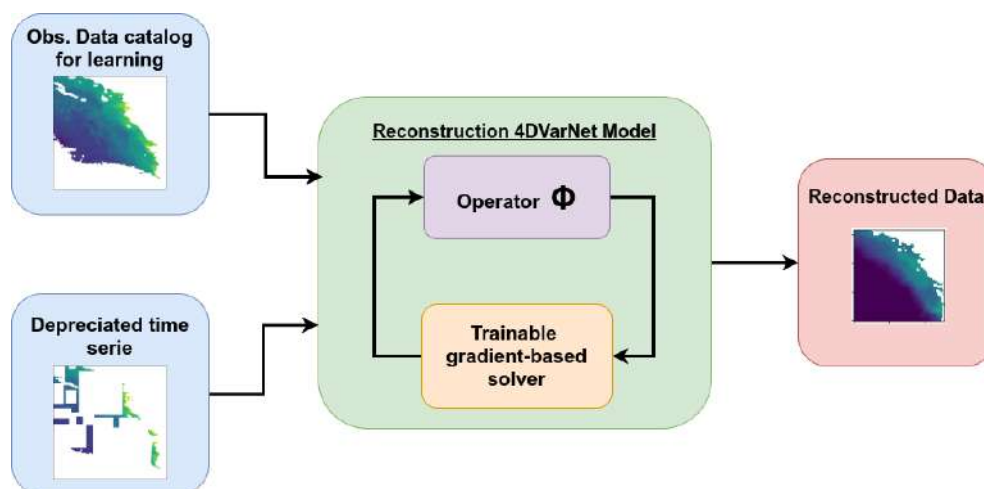 Obs. Data catalog
for learning
Depreciated time
serie
Reconstruction 4DVarNet Model
Operator Φ
Trainable
gradient-based
solver
Reconstructed Data